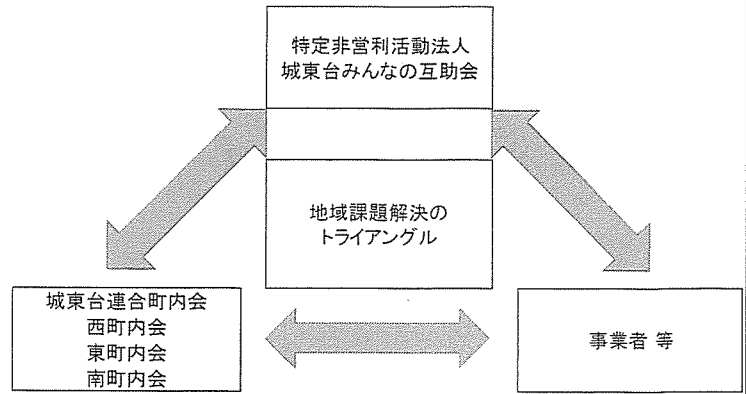 特定非営利活動法人
城東台みんなの互助会
地域課題解決の
トライアングル
城東台連合町内会
西町内会
東町内会
南町内会
事業者 等